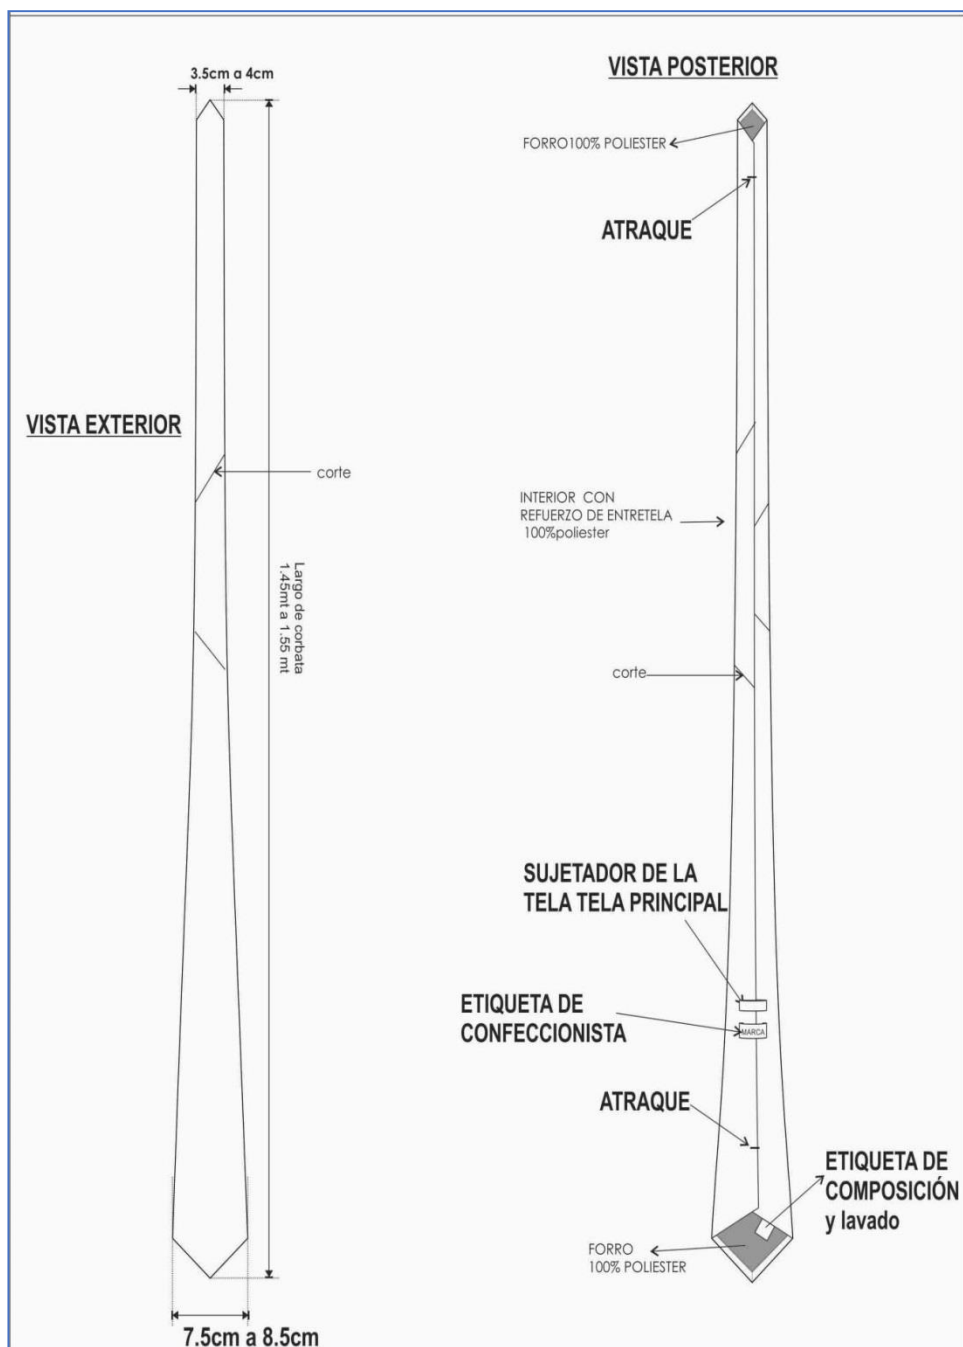 3.5cm a 4cm
VISTA EXTERIOR
corte
Largo de corbata
1.45mt a 1.55 mt
7.5cm a 8.5cm
VISTA POSTERIOR
FORRO100% POLIESTER
ATRAQUE
INTERIOR CON
REFUERZO DE ENTRETELA
100%poliester
corte
SUJETADOR DE LA
TELA TELA PRINCIPAL
ETIQUETA DE
CONFECCIONISTA
MARCA
ATRAQUE
ETIQUETA DE
COMPOSICIÓN
y lavado
FORRO
100% POLIESTER